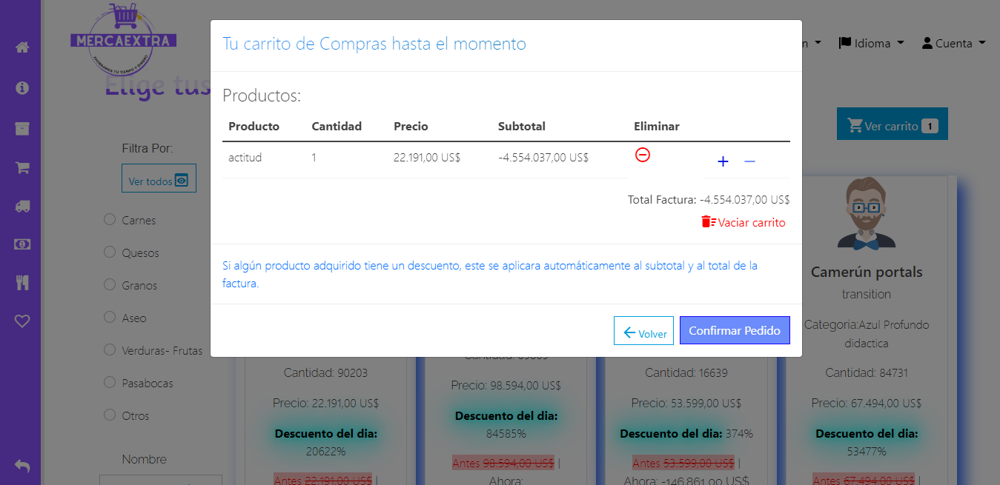 MERCAEXTRA
AHORRAMOS TU TIEMPO Y DINERO
Elige tus
n
Idioma
Cuenta
Ver carrito 1
Filtra Por:
Ver todos
Carnes
Quesos
Granos
Aseo
Verduras- Frutas
Pasabocas
Otros
Nombre
Tu carrito de Compras hasta el momento
Productos:
Producto Cantidad Precio Subtotal Eliminar
actitud 1 22.191,00 US$ -4.554.037,00 US$
Total Factura: -4.554.037,00 US$
Vaciar carrito
Si algún producto adquirido tiene un descuento, este se aplicara automáticamente al subtotal y al total de la
factura.
Volver
Confirmar Pedido
Cantidad: 90203
Precio: 22.191,00 US$
Descuento del dia:
20622%
Antes 22.191,00 US$ |
Precio: 98.594,00 US$
Descuento del dia:
84585%
Antes 98.594,00 US$ |
Ahora:
Cantidad: 16639
Precio: 53.599,00 US$
Descuento del dia: 374%
Antes 53.599,00 US$ |
Ahora: -146.861,00 US$
Camerún portals
transition
Categoria:Azul Profundo
didactica
Cantidad: 84731
Precio: 67.494,00 US$
Descuento del dia:
53477%
Antes 67.494,00 US$ |